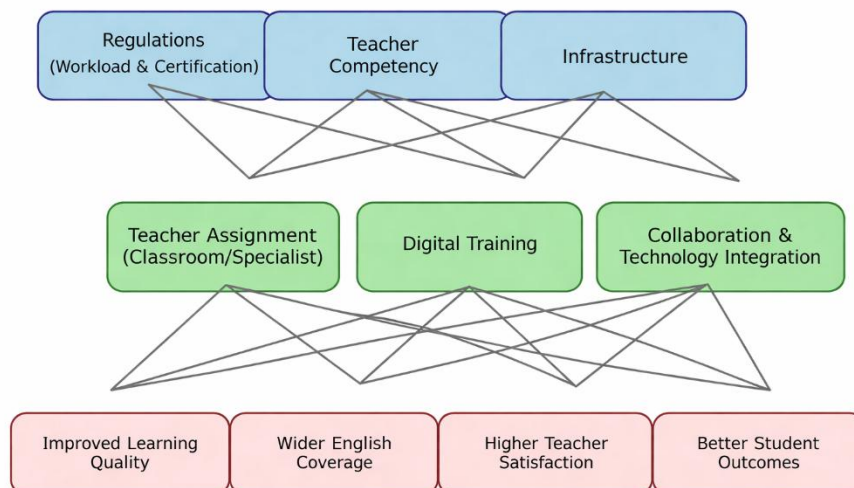 Regulations
(Workload & Certification)
Teacher
Competency
Infrastructure
Teacher Assignment
(Classroom/Specialist)
Digital Training
Collaboration &
Technology Integration
Improved Learning
Quality
Wider English
Coverage
Higher Teacher
Satisfaction
Better Student
Outcomes